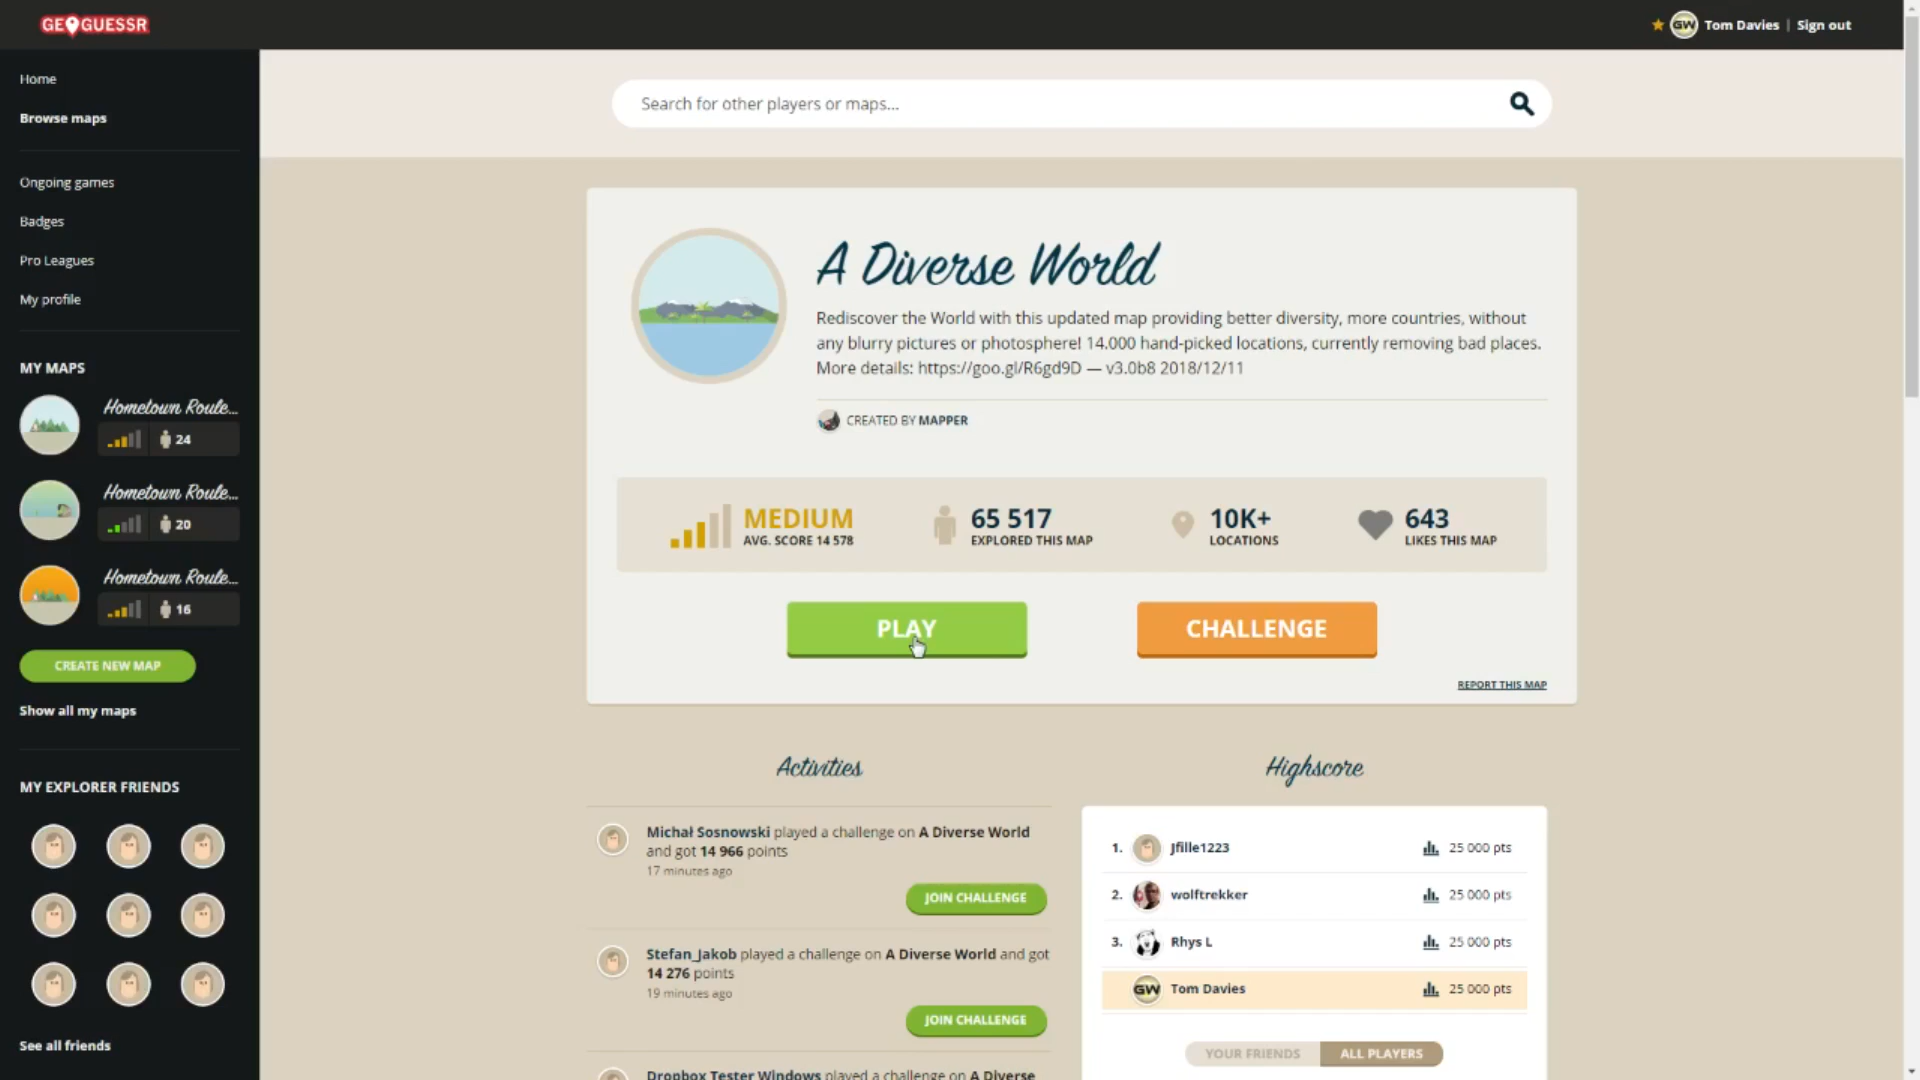 GEOGUESSR
GW Tom Davies | Sign out
Home
Browse maps
Ongoing games
Badges
Pro Leagues
My profile
MY MAPS
Hometown Roule...
24
Hometown Roule...
20
Hometown Roule...
16
CREATE NEW MAP
Show all my maps
MY EXPLORER FRIENDS
See all friends
Search for other players or maps...
A Diverse World
Rediscover the World with this updated map providing better diversity, more countries, without
any blurry pictures or photosphere! 14.000 hand-picked locations, currently removing bad places.
More details: https://goo.gl/R6gd9D — v3.0b8 2018/12/11
CREATED BY MAPPER
MEDIUM
AVG. SCORE 14 578
65 517
EXPLORED THIS MAP
10K+
LOCATIONS
643
LIKES THIS MAP
PLAY
CHALLENGE
REPORT THIS MAP
Activities
Michał Sosnowski played a challenge on A Diverse World
and got 14 966 points
17 minutes ago
JOIN CHALLENGE
Stefan_Jakob played a challenge on A Diverse World and got
14 276 points
19 minutes ago
JOIN CHALLENGE
Dropbox Tester Windows played a challenge on A Diverse
Highscore
1. Jfille1223 25 000 pts
2. wolftrekker 25 000 pts
3. Rhys L 25 000 pts
GW Tom Davies 25 000 pts
YOUR FRIENDS ALL PLAYERS